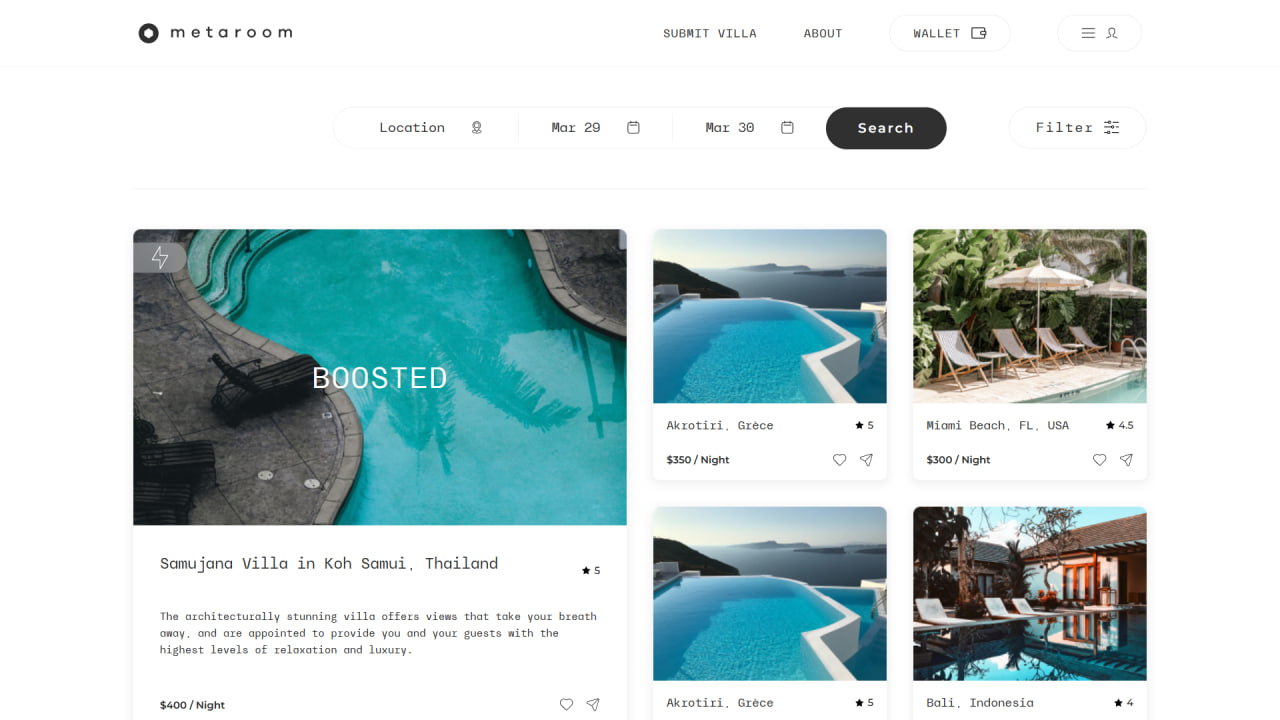 metaroom
SUBMIT VILLA
ABOUT
WALLET
Location
Mar 29
Mar 30
Search
Filter
BOOSTED
Samujana Villa in Koh Samui, Thailand
5
The architecturally stunning villa offers views that take your breath
away, and are appointed to provide you and your guests with the
highest levels of relaxation and luxury.
$400 / Night
Akrotiri, Grèce
5
$350 / Night
Miami Beach, FL, USA
4.5
$300 / Night
Akrotiri, Grèce
5
Bali, Indonesia
4